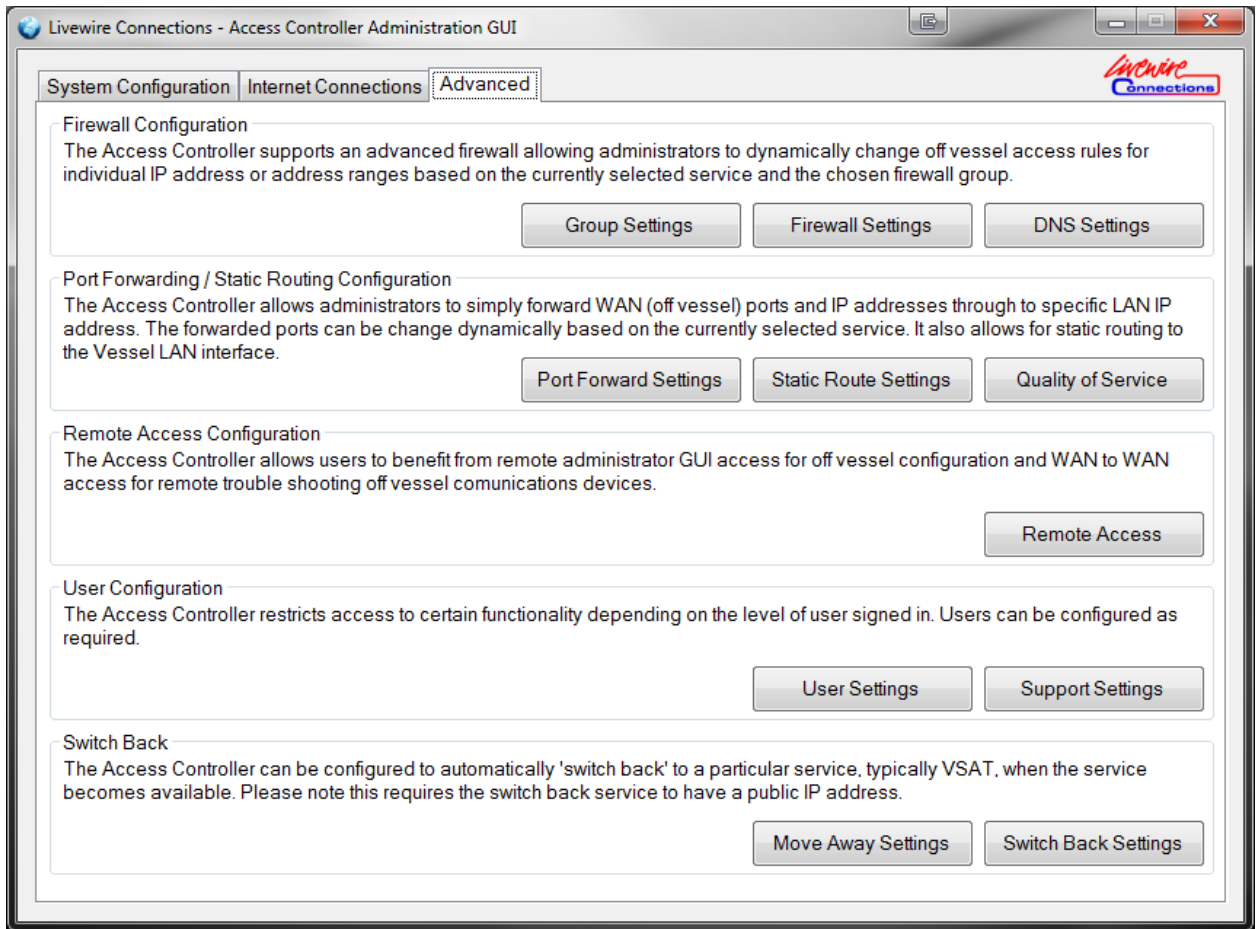 Livewire Connections - Access Controller Administration GUI
System Configuration Internet Connections Advanced
livewire
Connections
Firewall Configuration
The Access Controller supports an advanced firewall allowing administrators to dynamically change off vessel access rules for
individual IP address or address ranges based on the currently selected service and the chosen firewall group.
Group Settings Firewall Settings DNS Settings
Port Forwarding / Static Routing Configuration
The Access Controller allows administrators to simply forward WAN (off vessel) ports and IP addresses through to specific LAN IP
address. The forwarded ports can be change dynamically based on the currently selected service. It also allows for static routing to
the Vessel LAN interface.
Port Forward Settings Static Route Settings Quality of Service
Remote Access Configuration
The Access Controller allows users to benefit from remote administrator GUI access for off vessel configuration and WAN to WAN
access for remote trouble shooting off vessel comunications devices.
Remote Access
User Configuration
The Access Controller restricts access to certain functionality depending on the level of user signed in. Users can be configured as
required.
User Settings Support Settings
Switch Back
The Access Controller can be configured to automatically 'switch back' to a particular service, typically VSAT, when the service
becomes available. Please note this requires the switch back service to have a public IP address.
Move Away Settings Switch Back Settings